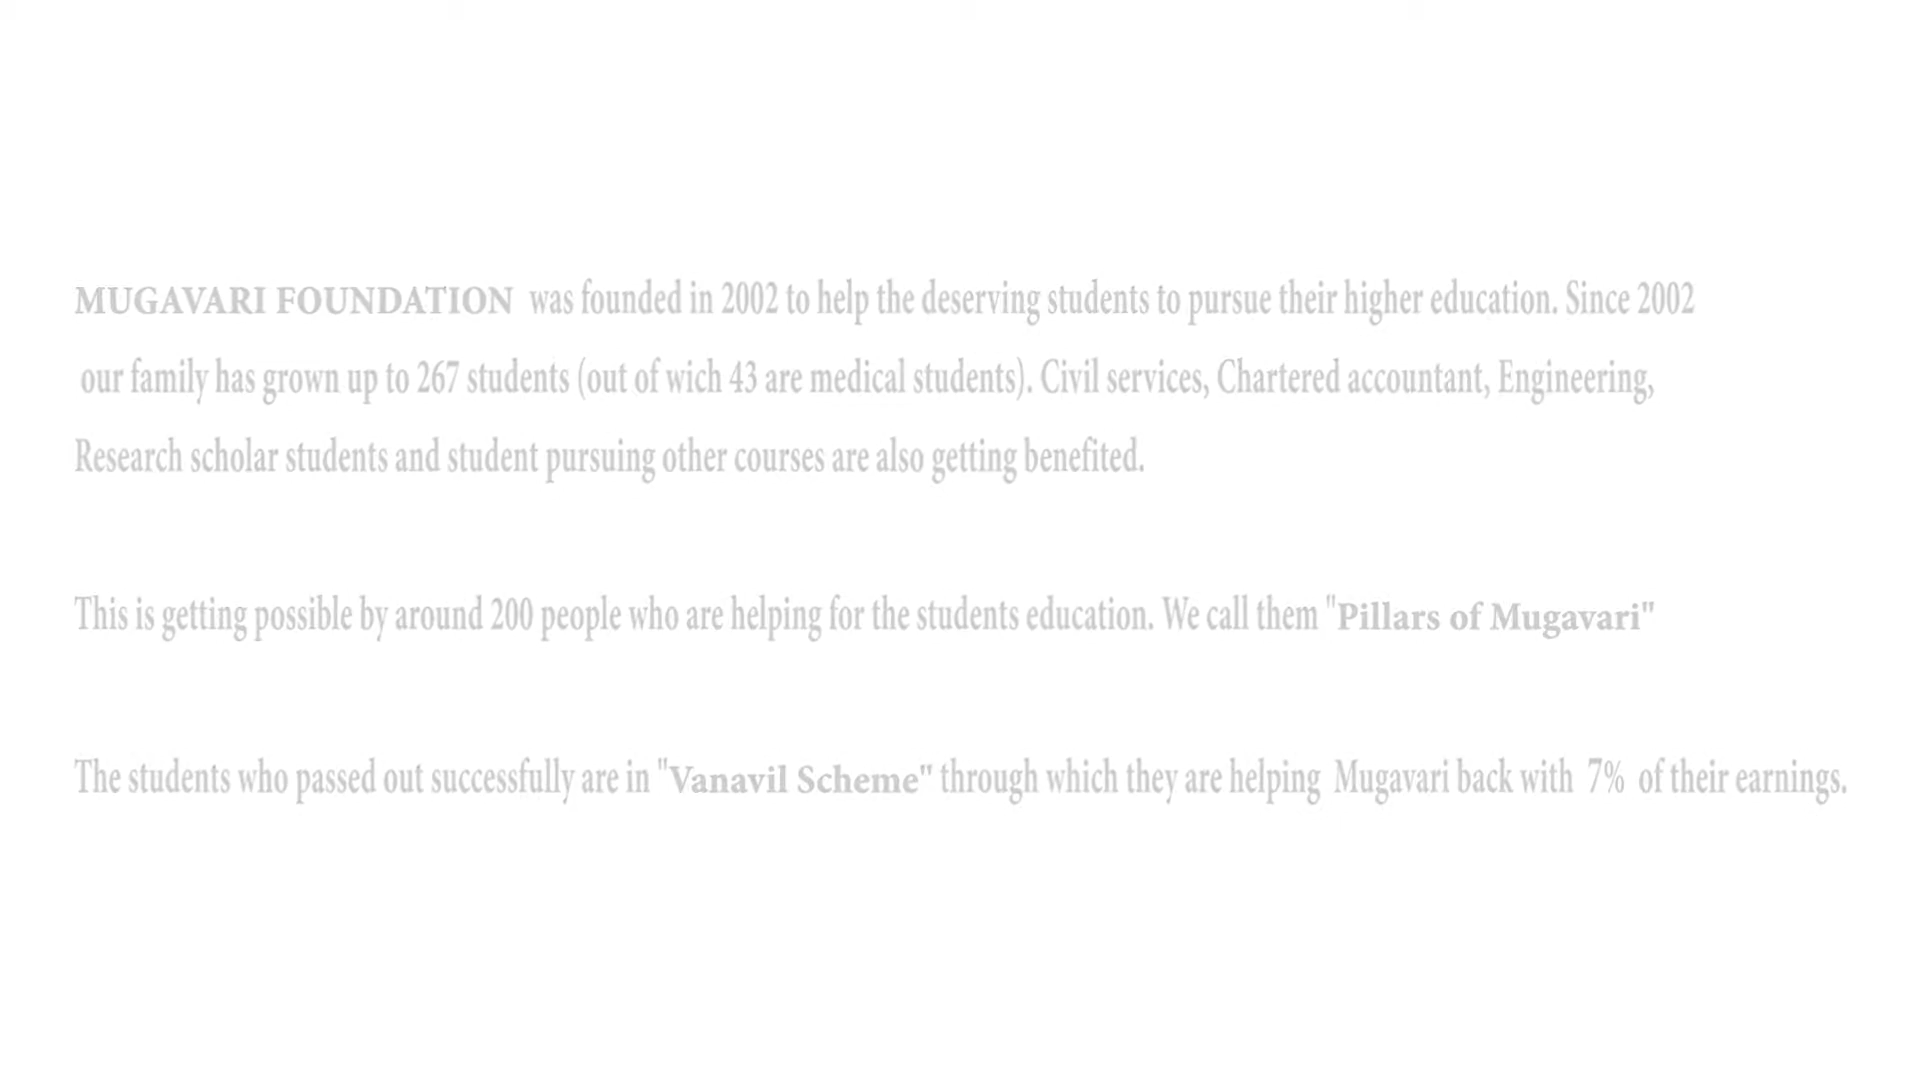 MUGAVARI FOUNDATION was founded in 2002 to help the deserving students to pursue their higher education. Since 2002
our family has grown up to 267 students (out of wich 43 are medical students). Civil services, Chartered accountant, Engineering,
Research scholar students and student pursuing other courses are also getting benefited.
This is getting possible by around 200 people who are helping for the students education. We call them "Pillars of Mugavari"
The students who passed out successfully are in "Vanavil Scheme" through which they are helping Mugavari back with 7% of their earnings.